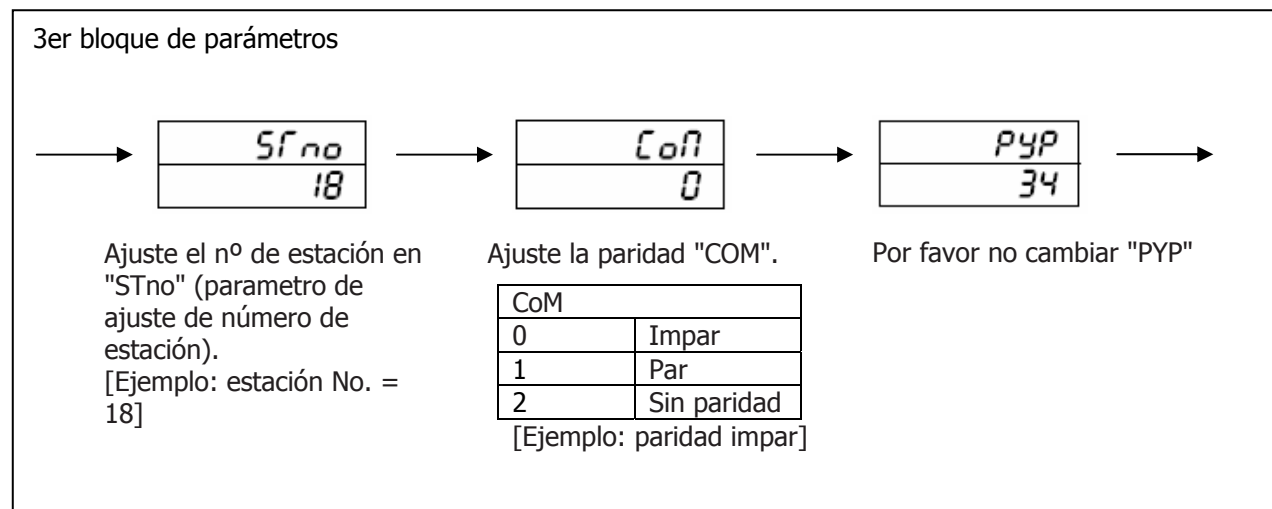 3er bloque de parámetros
STno
18
CoM
0
PYP
34
Ajuste el nº de estación en
"STno" (parametro de
ajuste de número de
estación).
[Ejemplo: estación No. =
18]
Ajuste la paridad "COM".
CoM
0 Impar
1 Par
2 Sin paridad
[Ejemplo: paridad impar]
Por favor no cambiar "PYP"